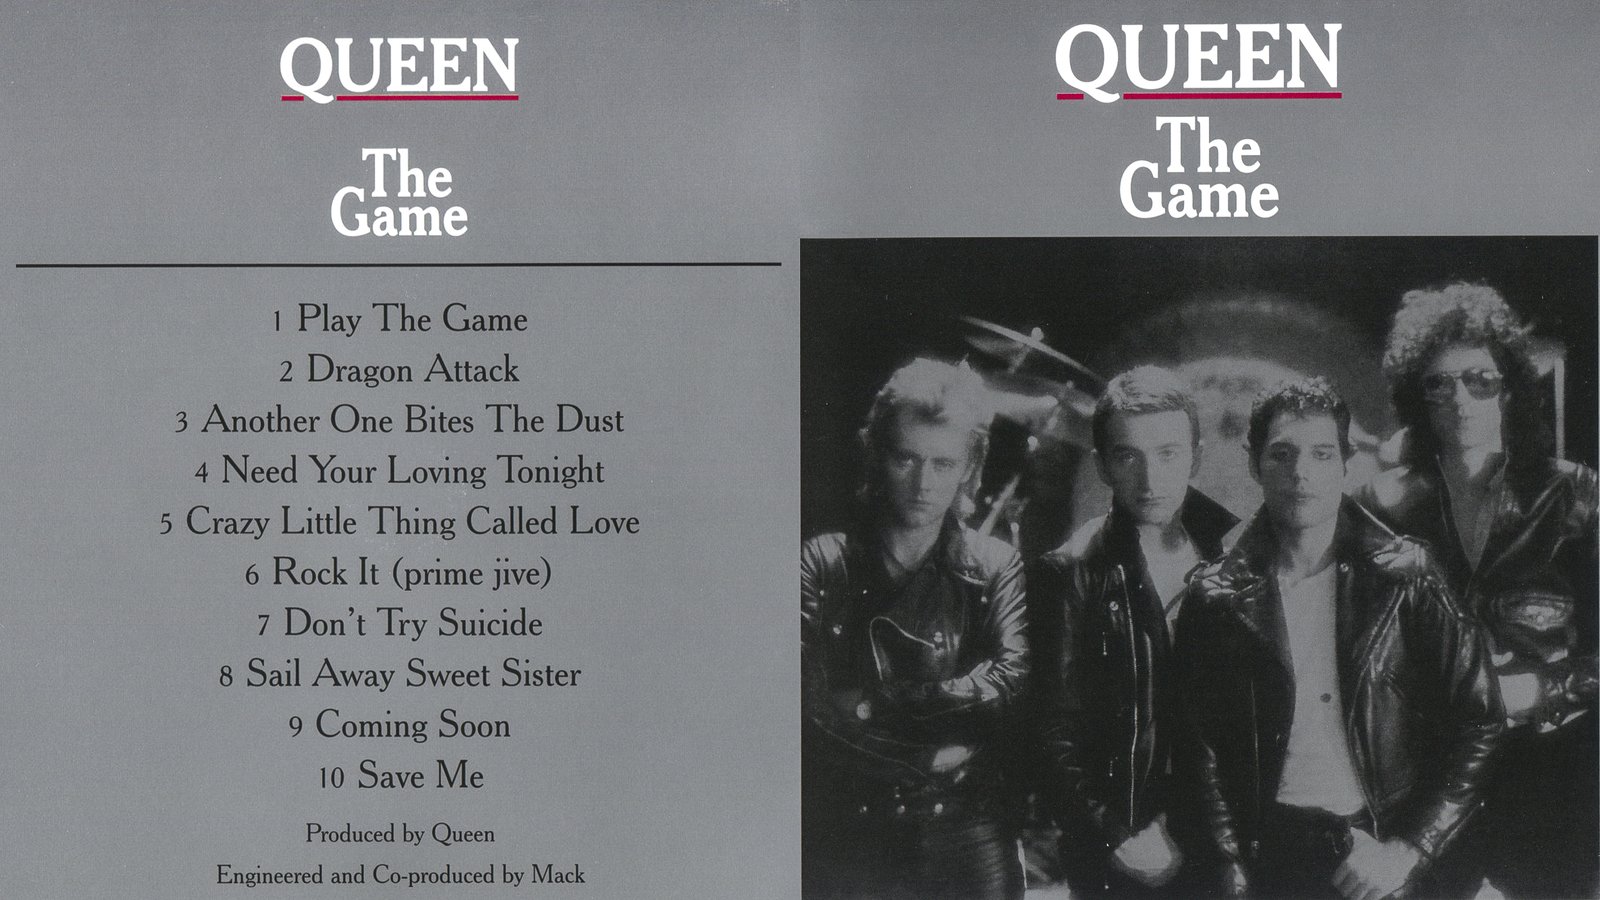 QUEEN
The
Game
1 Play The Game
2 Dragon Attack
3 Another One Bites The Dust
4 Need Your Loving Tonight
5 Crazy Little Thing Called Love
6 Rock It (prime jive)
7 Don't Try Suicide
8 Sail Away Sweet Sister
9 Coming Soon
10 Save Me
Produced by Queen
Engineered and Co-produced by Mack
QUEEN
The
Game